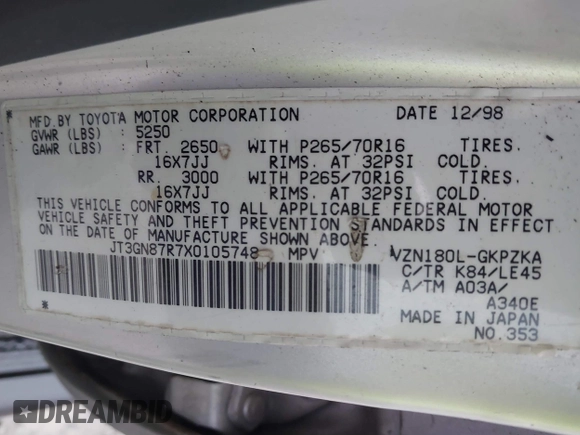 MFD.BY TOYOTA MOTOR CORPORATION DATE 12/98
GVWR (LBS) : 5250
GAWR (LBS) : FRT. 2650 WITH P265/70R16 TIRES.
16X7JJ RIMS. AT 32PSI COLD.
RR. 3000 WITH P265/70R16 TIRES.
16X7JJ RIMS. AT 32PSI COLD.
THIS VEHICLE CONFORMS TO ALL APPLICABLE FEDERAL MOTOR
VEHICLE SAFETY AND THEFT PREVENTION STANDARDS IN EFFECT
ON THE DATE OF MANUFACTURE SHOWN ABOVE.
JT3GN87R7X0105748 MPV VZN180L-GKPZKA
C/TR K84/LE45
A/TM A03A/
A340E
MADE IN JAPAN
NO.353
DREAMBID